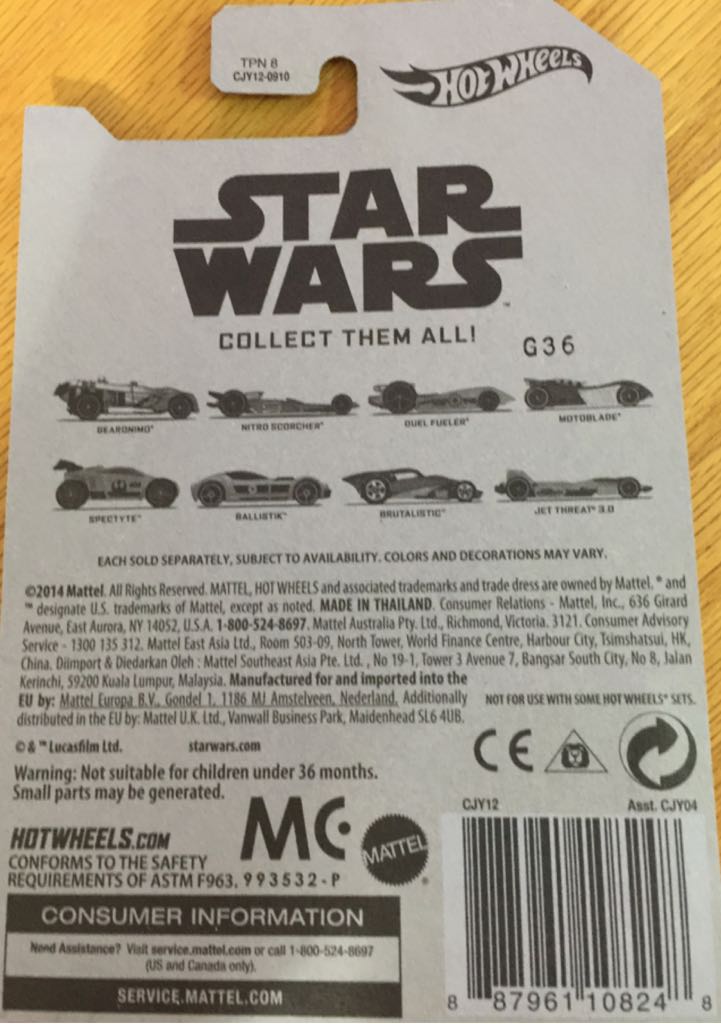 TPN 8
CJY12-0910
HOT WHEELS
STAR
WARS™
COLLECT THEM ALL!
G36
GEARONIMO®
NITRO SCORCHER®
DUEL FUELER®
MOTOBLADE®
SPECTYTE™
BALLISTIK™
BRUTALISTIC™
JET THREAT® 3.0
EACH SOLD SEPARATELY, SUBJECT TO AVAILABILITY. COLORS AND DECORATIONS MAY VARY.
©2014 Mattel. All Rights Reserved. MATTEL, HOT WHEELS and associated trademarks and trade dress are owned by Mattel. ® and
™ designate U.S. trademarks of Mattel, except as noted. MADE IN THAILAND. Consumer Relations - Mattel, Inc., 636 Girard
Avenue, East Aurora, NY 14052, U.S.A. 1-800-524-8697. Mattel Australia Pty. Ltd., Richmond, Victoria. 3121. Consumer Advisory
Service - 1300 135 312. Mattel East Asia Ltd., Room 503-09, North Tower, World Finance Centre, Harbour City, Tsimshatsui, HK,
China. Diimport & Diedarkan Oleh : Mattel Southeast Asia Pte. Ltd. , No 19-1, Tower 3 Avenue 7, Bangsar South City, No 8, Jalan
Kerinchi, 59200 Kuala Lumpur, Malaysia. Manufactured for and imported into the
EU by: Mattel Europa B.V., Gondel 1, 1186 MJ Amstelveen, Nederland. Additionally
distributed in the EU by: Mattel U.K. Ltd., Vanwall Business Park, Maidenhead SL6 4UB.
NOT FOR USE WITH SOME HOT WHEELS® SETS.
© & ™ Lucasfilm Ltd. starwars.com
CE
Warning: Not suitable for children under 36 months.
Small parts may be generated.
MC
MATTEL®
HOTWHEELS.COM
CONFORMS TO THE SAFETY
REQUIREMENTS OF ASTM F963. 993532-P
CJY12 Asst. CJY04
CONSUMER INFORMATION
Need Assistance? Visit service.mattel.com or call 1-800-524-8697
(US and Canada only).
SERVICE.MATTEL.COM
8 87961 10824 8